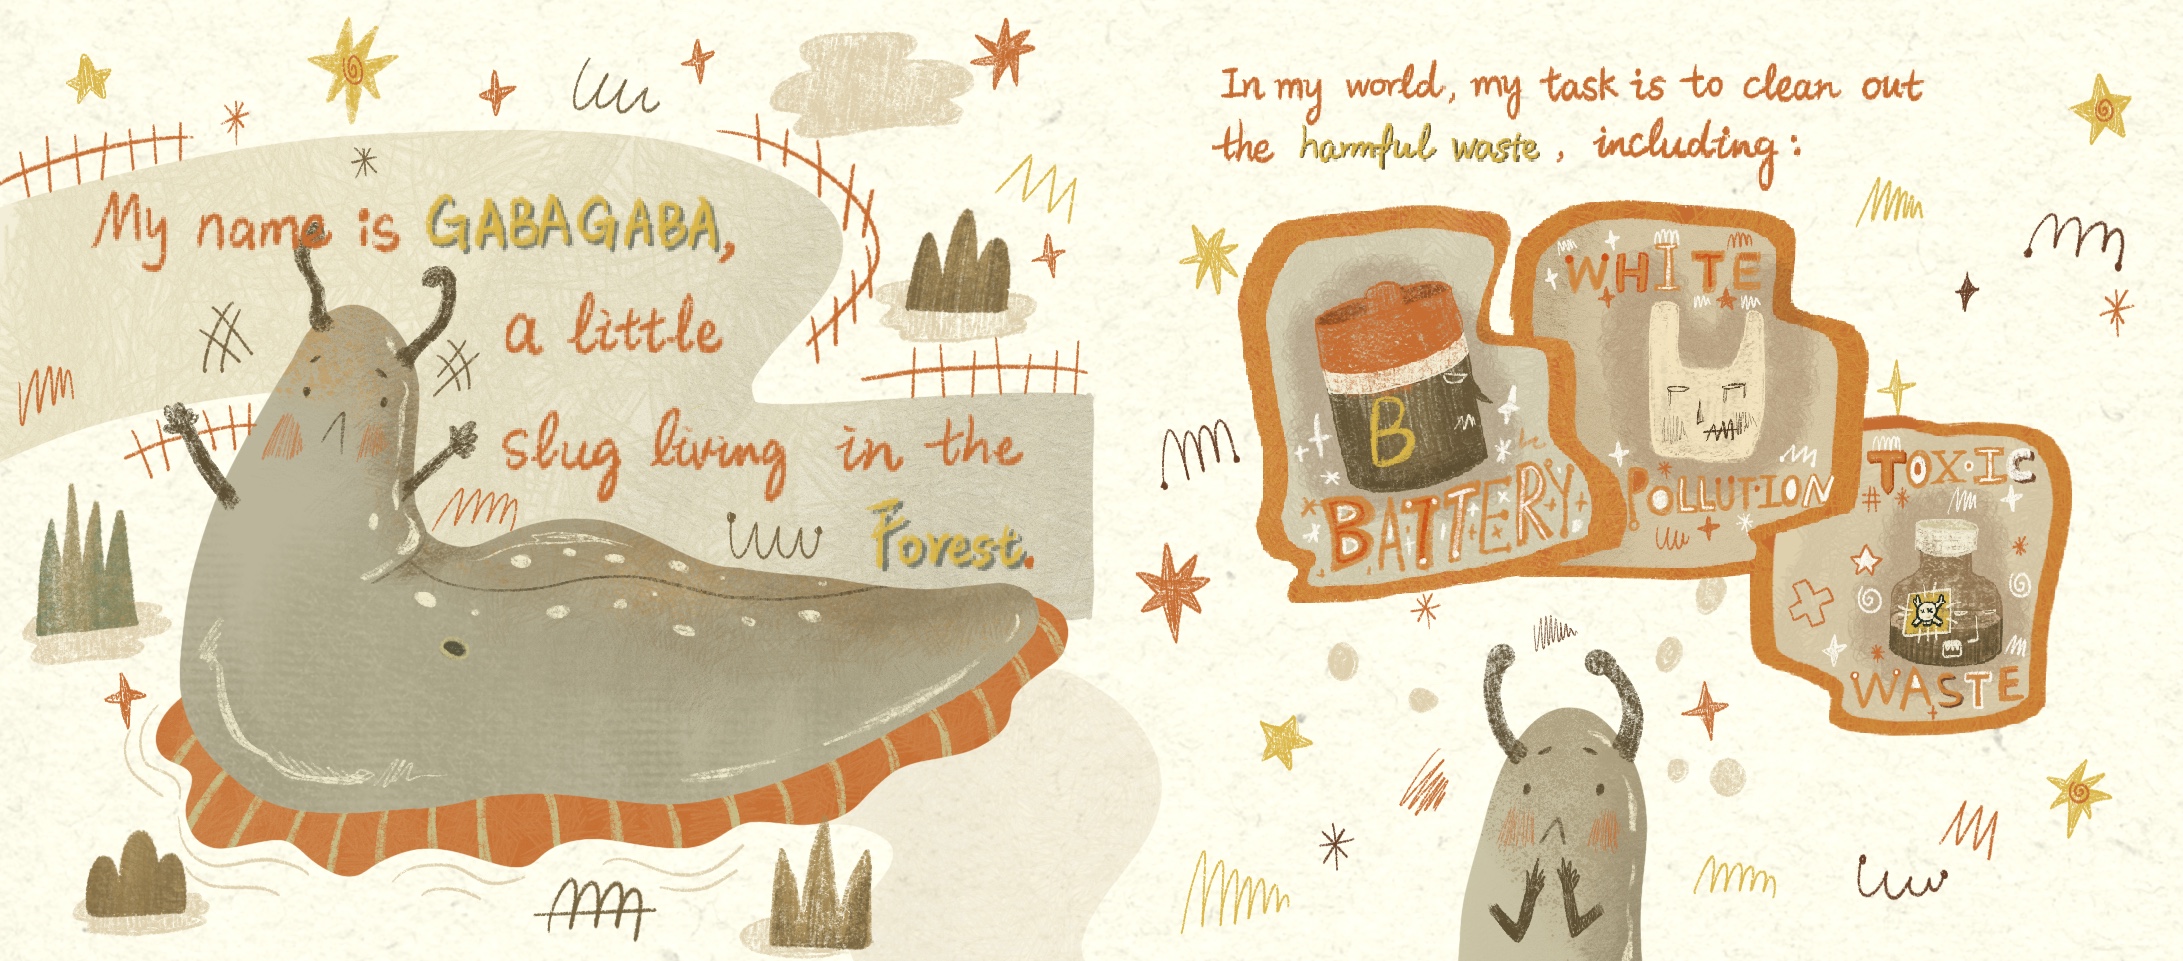 My name is GABAGABA,
a little
slug living in the
Forest.
In my world, my task is to clean out
the harmful waste, including:
B
BATTERY
WHITE
POLLUTION
TOXIC
WASTE